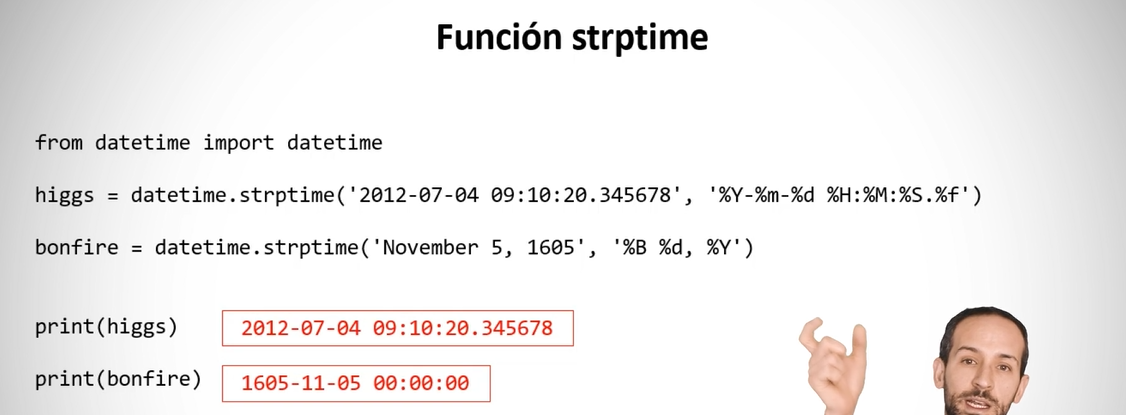 Función strptime
from datetime import datetime
higgs = datetime.strptime('2012-07-04 09:10:20.345678', '%Y-%m-%d %H:%M:%S.%f')
bonfire = datetime.strptime('November 5, 1605', '%B %d, %Y')
print(higgs) 2012-07-04 09:10:20.345678
print(bonfire) 1605-11-05 00:00:00